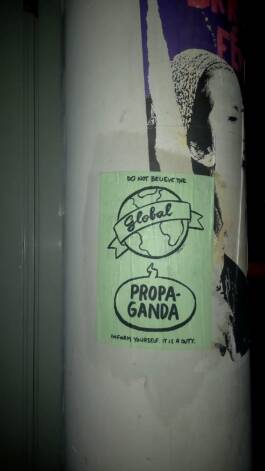 DO NOT BELIEVE THE
Global
PROPA-
GANDA
INFORM YOURSELF. IT IS A DUTY.